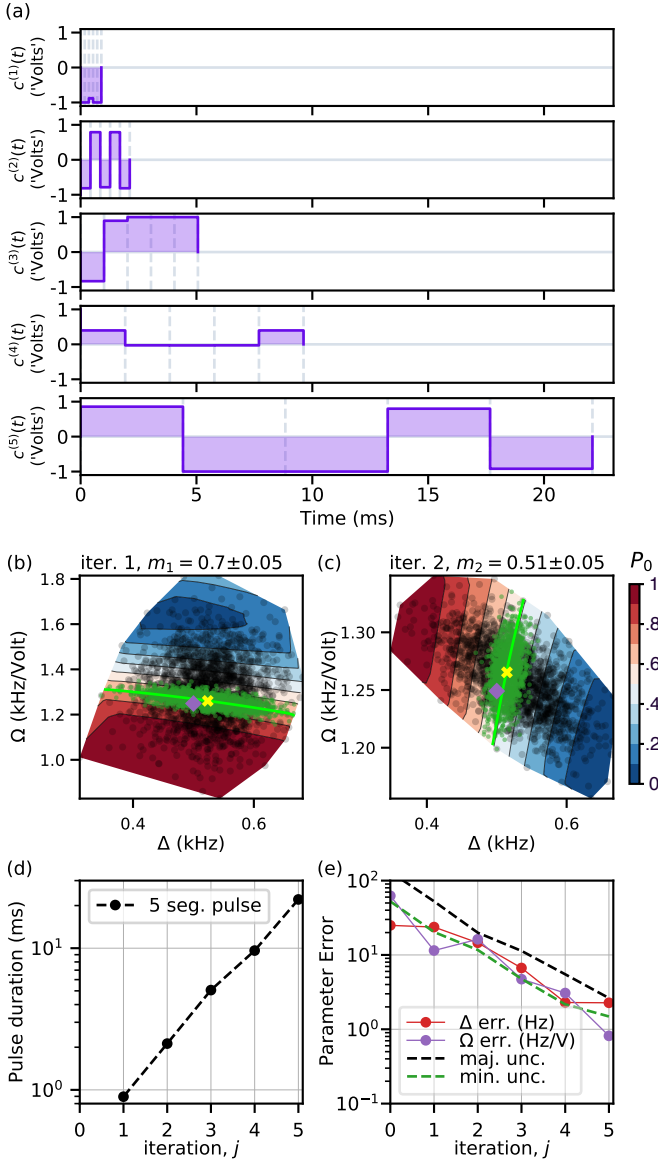 (a)
1
0
-1
c⁽¹⁾(t)
('Volts')
1
0
-1
c⁽²⁾(t)
('Volts')
1
0
-1
c⁽³⁾(t)
('Volts')
1
0
-1
c⁽⁴⁾(t)
('Volts')
1
0
-1
c⁽⁵⁾(t)
('Volts')
0 5 10 15 20
Time (ms)
(b)
iter. 1, m₁ = 0.7±0.05
1.8
1.6
1.4
1.2
1.0
Ω (kHz/Volt)
0.4 0.6
Δ (kHz)
(c)
iter. 2, m₂ = 0.51±0.05
1.30
1.25
1.20
Ω (kHz/Volt)
0.4 0.6
Δ (kHz)
P₀
1
.8
.6
.4
.2
0
(d)
5 seg. pulse
10¹
10⁰
Pulse duration (ms)
0 1 2 3 4 5
iteration, j
(e)
10²
10¹
10⁰
10⁻¹
Parameter Error
Δ err. (Hz)
Ω err. (Hz/V)
maj. unc.
min. unc.
0 1 2 3 4 5
iteration, j